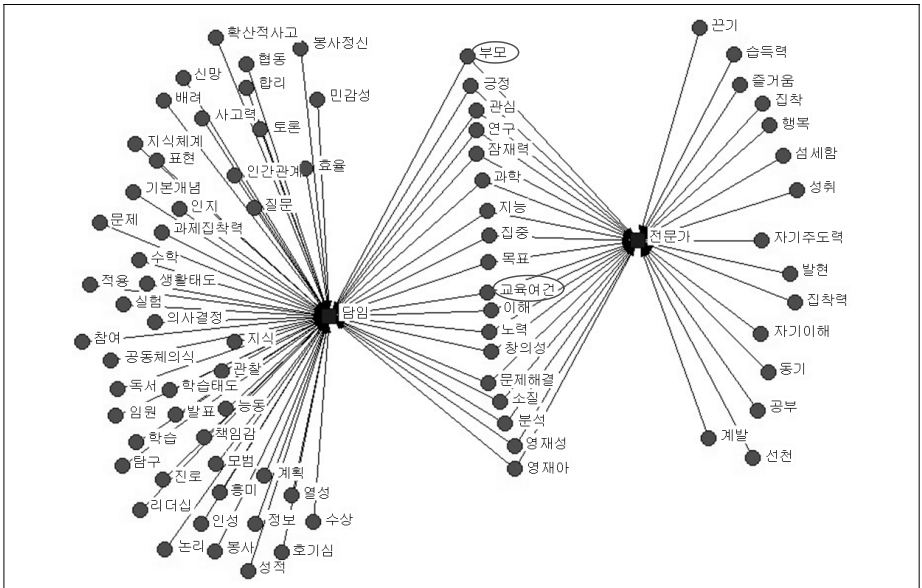 확산적사고
봉사정신
협동
신망
합리
배려
민감성
사고력
토론
지식체계
표현
인간관계
효율
기본개념
인지
질문
문제
과제집착력
수학
적용
생활태도
실험
의사결정
담임
참여
지식
공동체의식
관찰
독서
학습태도
임원
발표
능동
학습
책임감
탐구
모범
진로
계획
흥미
열성
리더십
인성
정보
수상
논리
봉사
호기심
성적
부모
긍정
관심
연구
잠재력
과학
지능
집중
목표
교육여건
이해
노력
창의성
문제해결
소질
분석
영재성
영재아
전문가
끈기
습득력
즐거움
집착
행복
섬세함
성취
자기주도력
발현
집착력
자기이해
동기
공부
계발
선천